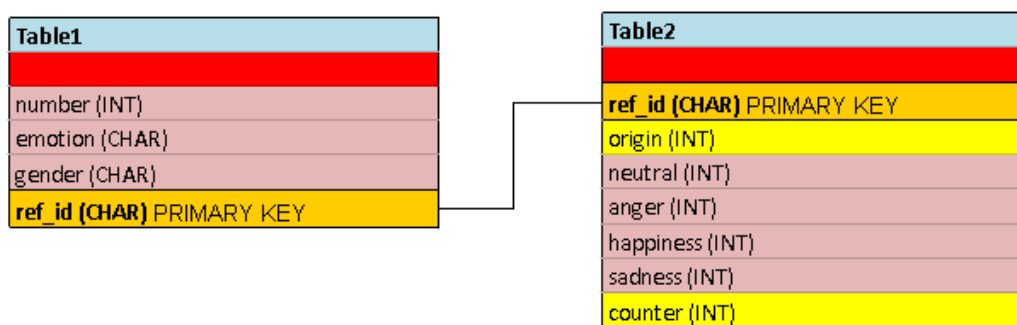 Table1
number (INT)
emotion (CHAR)
gender (CHAR)
ref_id (CHAR) PRIMARY KEY
Table2
ref_id (CHAR) PRIMARY KEY
origin (INT)
neutral (INT)
anger (INT)
happiness (INT)
sadness (INT)
counter (INT)